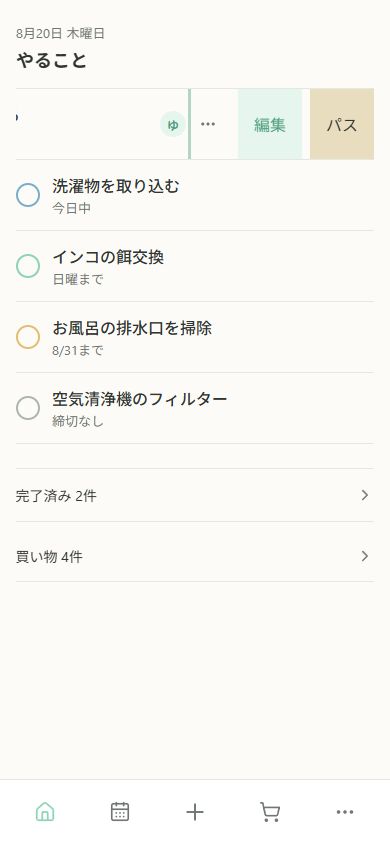 8月20日 木曜日
やること
ゆ
編集
パス
洗濯物を取り込む
今日中
インコの餌交換
日曜まで
お風呂の排水口を掃除
8/31まで
空気清浄機のフィルター
締切なし
完了済み 2件
買い物 4件